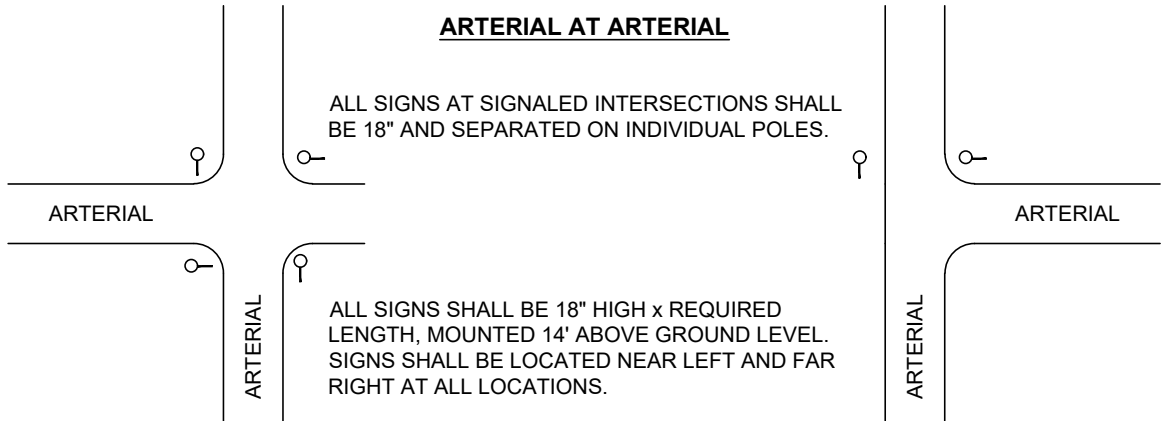 ARTERIAL AT ARTERIAL
ALL SIGNS AT SIGNALED INTERSECTIONS SHALL
BE 18" AND SEPARATED ON INDIVIDUAL POLES.
ARTERIAL
ARTERIAL
ARTERIAL
ALL SIGNS SHALL BE 18" HIGH x REQUIRED
LENGTH, MOUNTED 14' ABOVE GROUND LEVEL.
SIGNS SHALL BE LOCATED NEAR LEFT AND FAR
RIGHT AT ALL LOCATIONS.
ARTERIAL